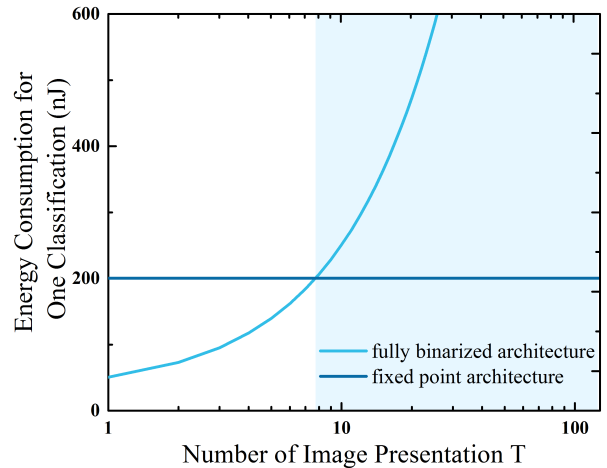 600
400
200
0
Energy Consumption for
One Classification (nJ)
fully binarized architecture
fixed point architecture
1
10
100
Number of Image Presentation T